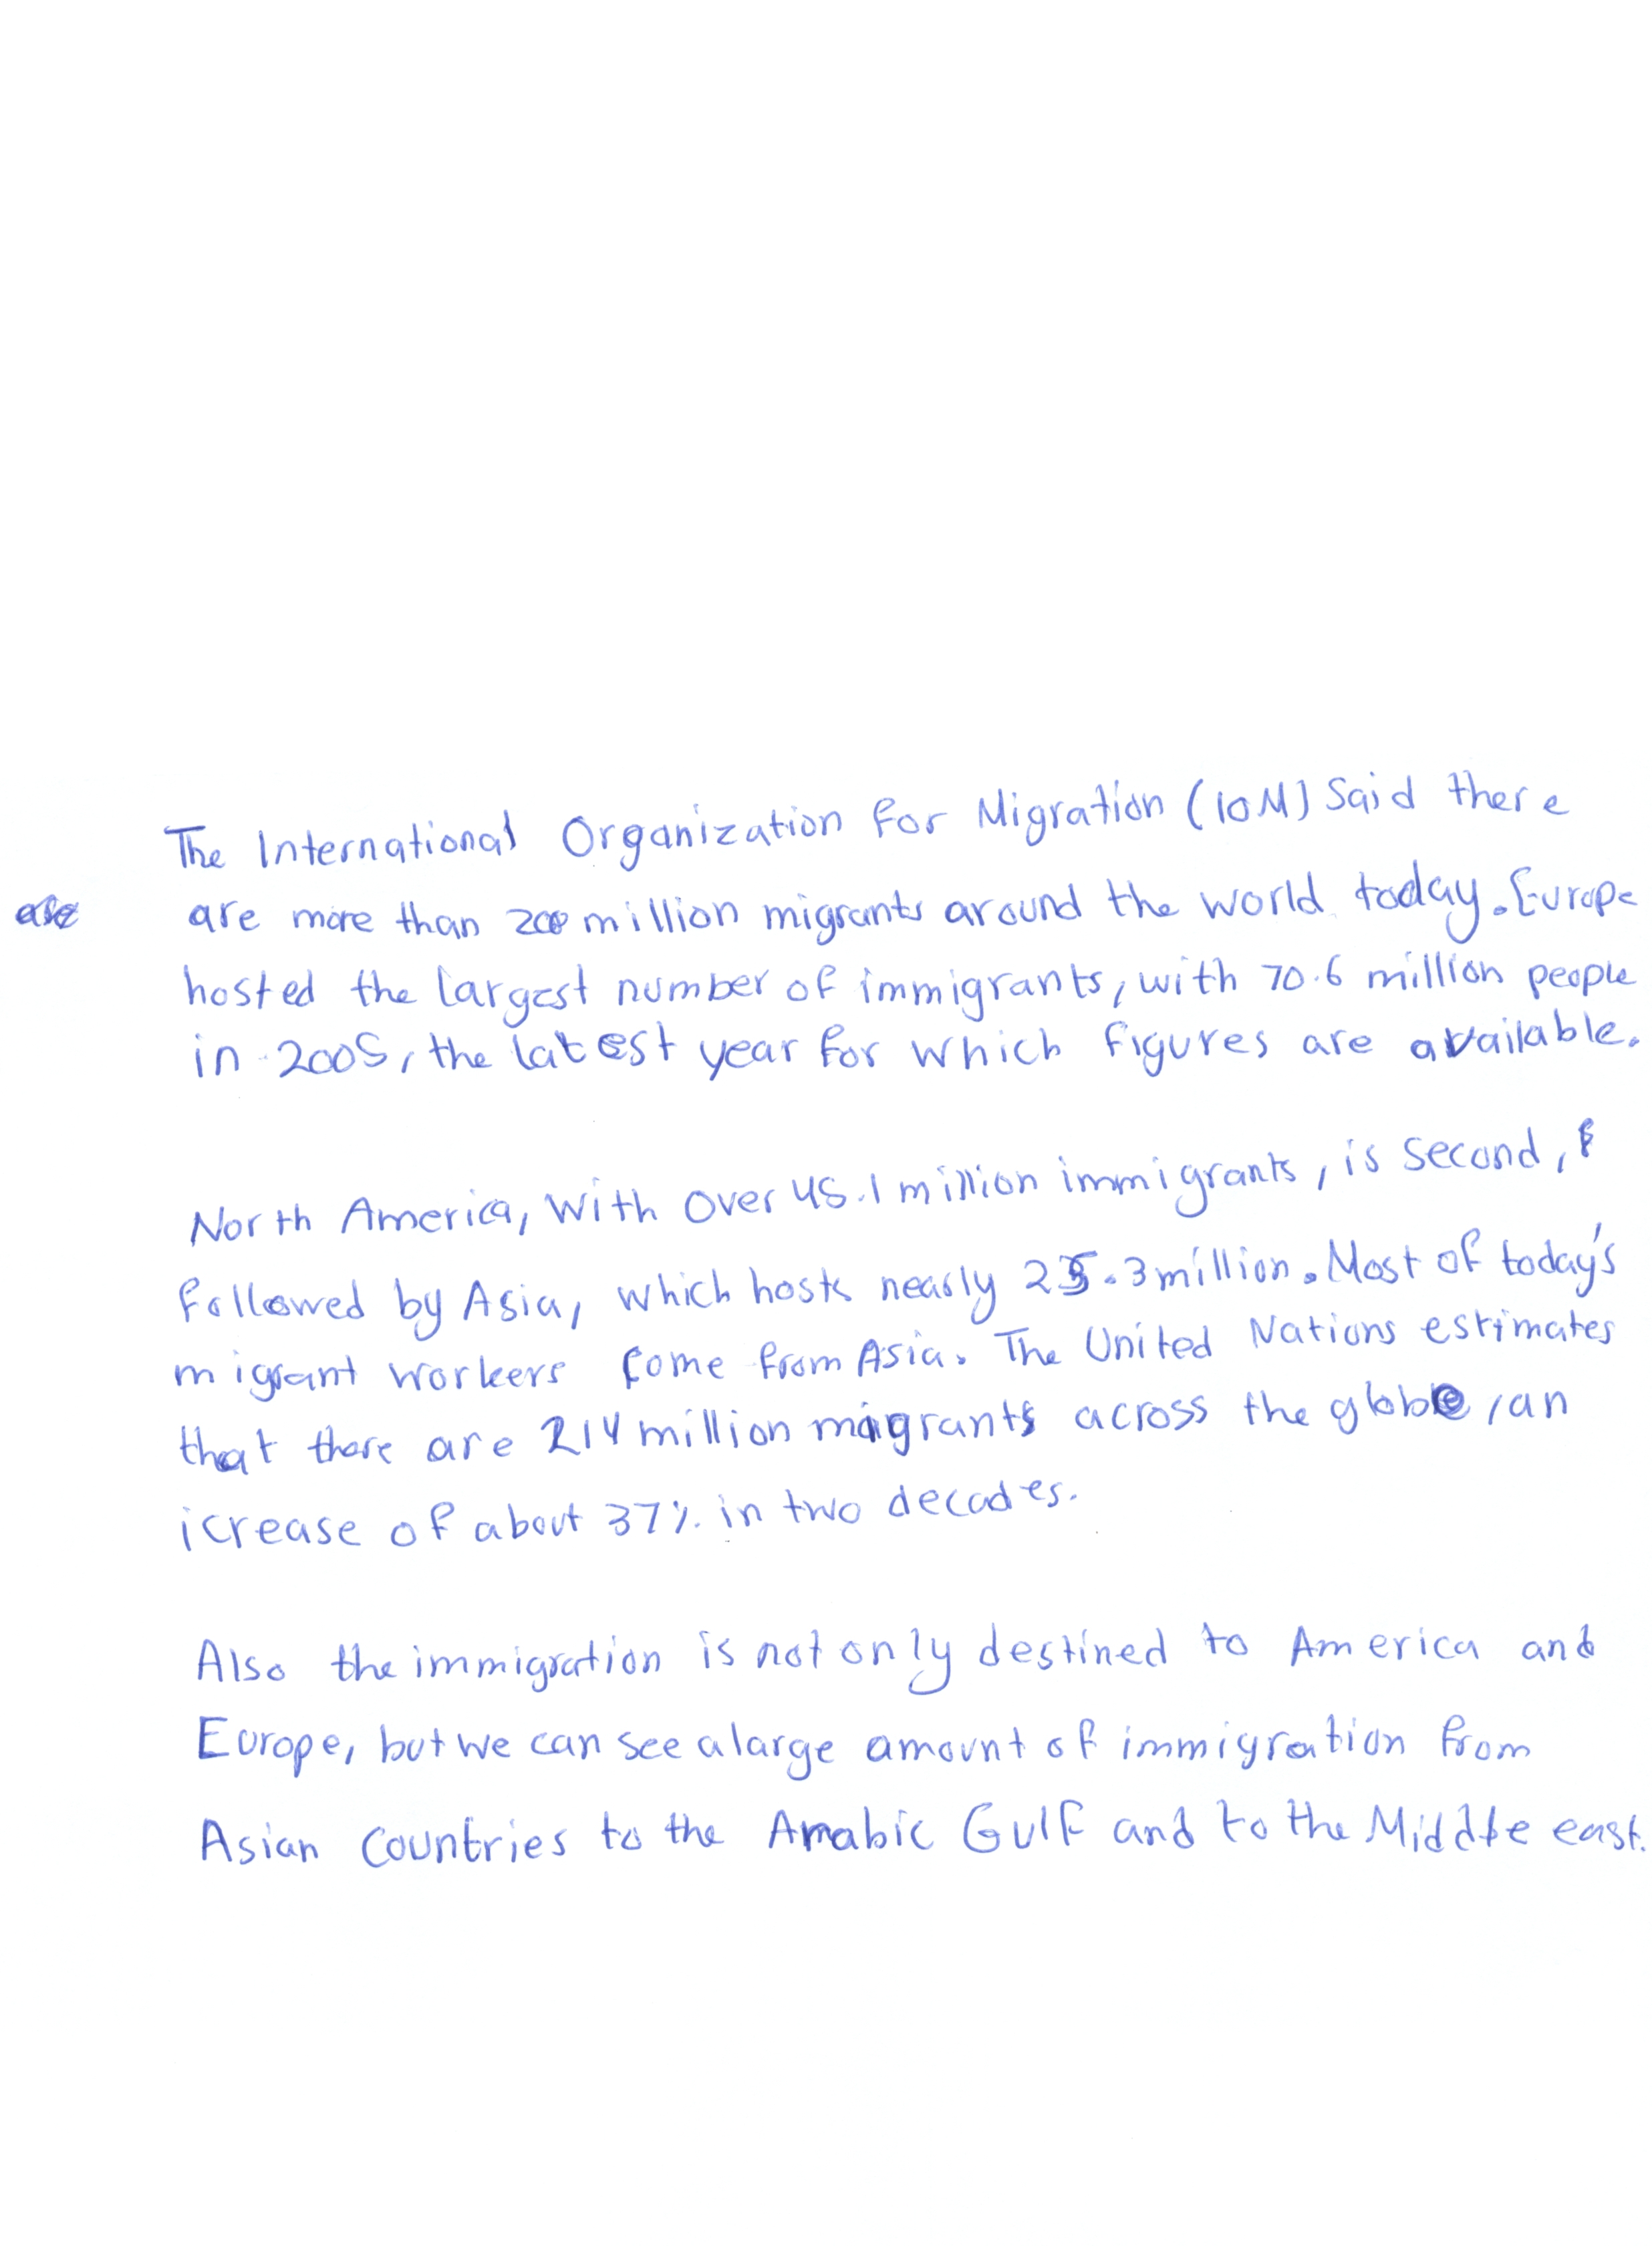 The International Organization for Migration (IOM) said there
are more than 200 million migrants around the world today. Europe
hosted the largest number of immigrants, with 70.6 million people
in 2005, the latest year for which figures are available.
North America, with over 45.1 million immigrants, is second,
followed by Asia, which hosts nearly 25.3 million. Most of today's
migrant workers come from Asia. The United Nations estimates
that there are 214 million migrants across the globe, an
icrease of about 37% in two decades.
Also the immigration is not only destined to America and
Europe, but we can see a large amount of immigration from
Asian countries to the Arabic Gulf and to the Middle east.